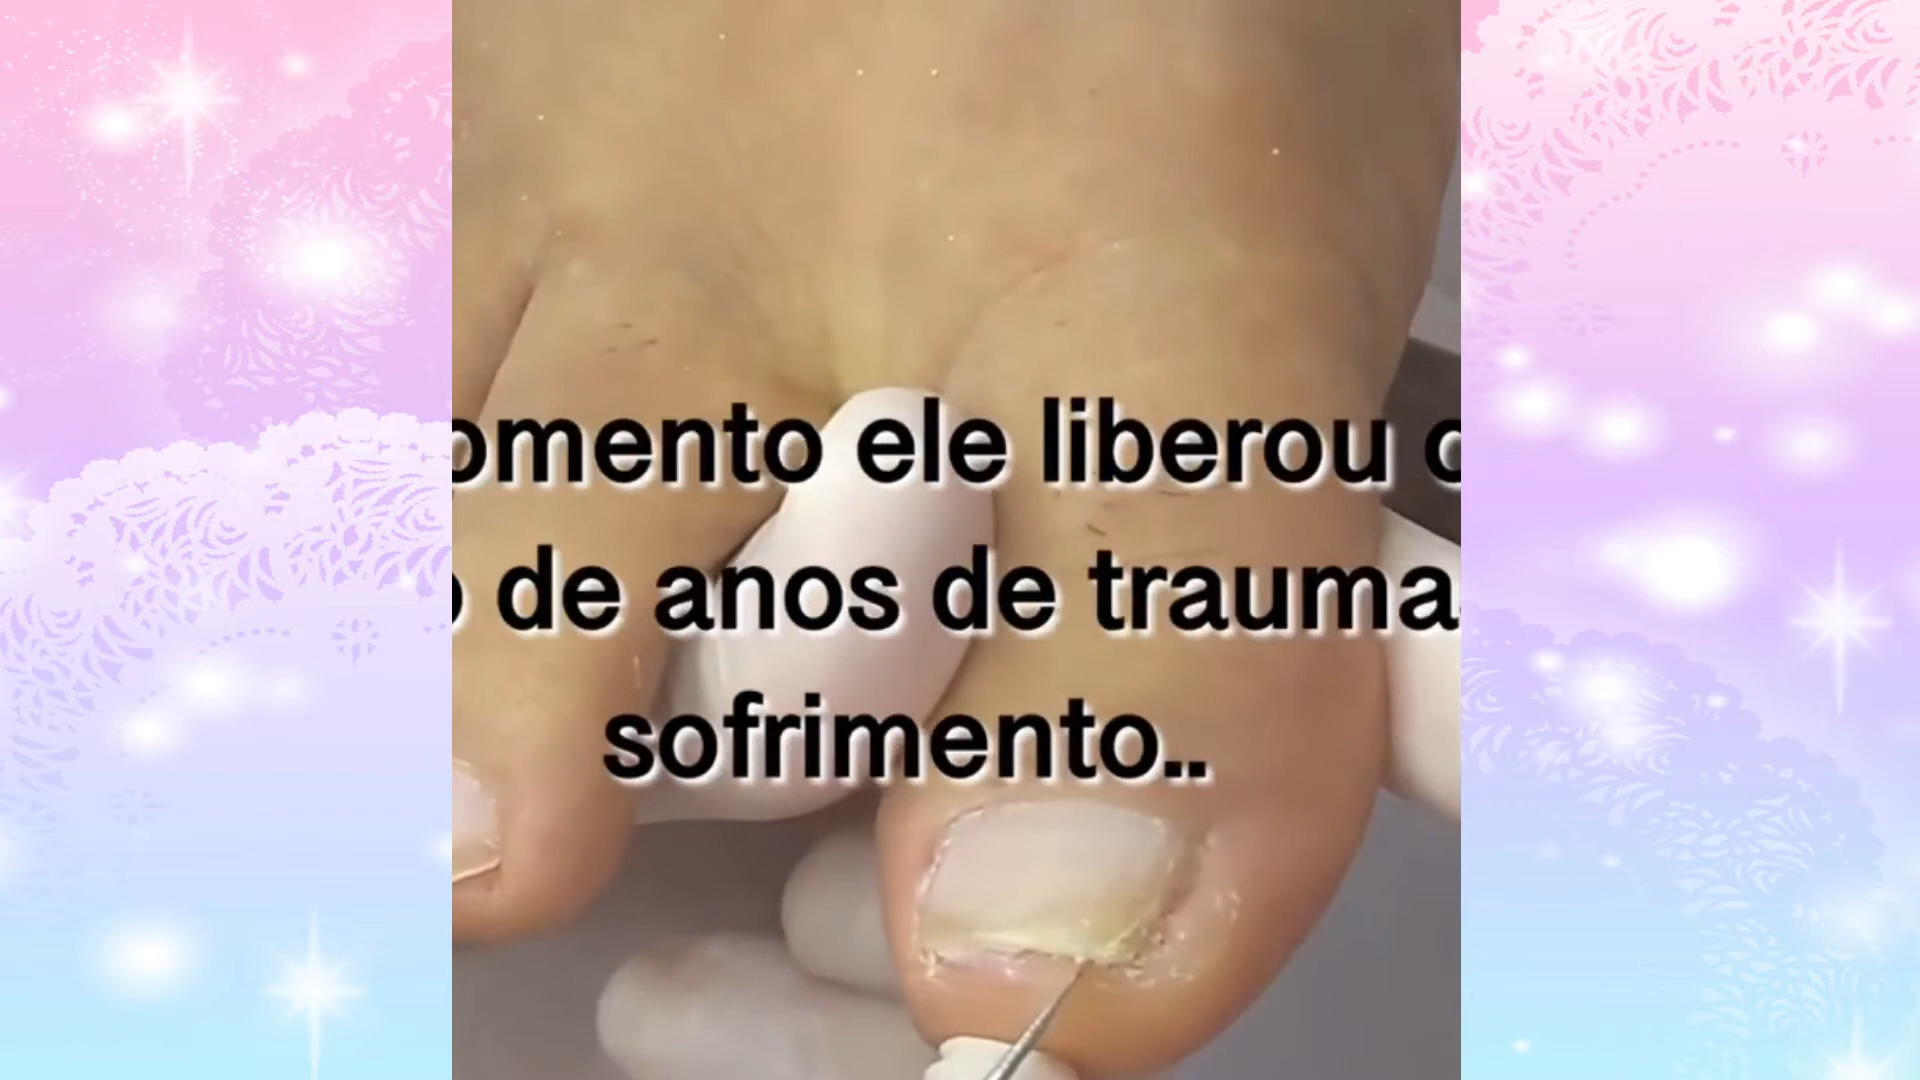 omento ele liberou
de anos de trauma
sofrimento..